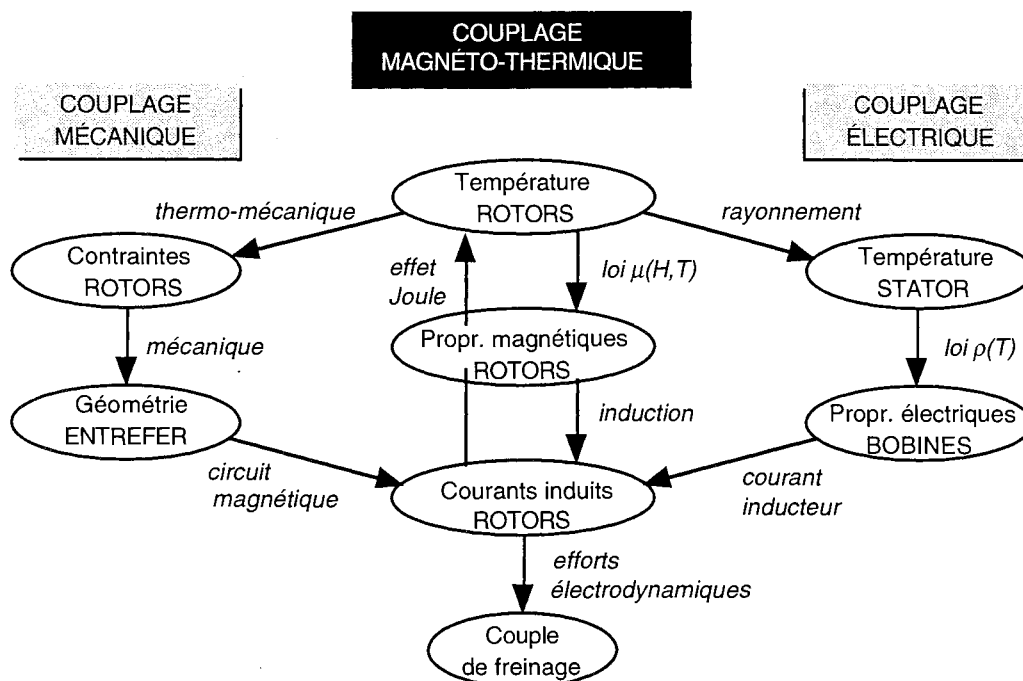 COUPLAGE
MAGNÉTO-THERMIQUE
COUPLAGE
MÉCANIQUE
COUPLAGE
ÉLECTRIQUE
Température
ROTORS
thermo-mécanique
rayonnement
Contraintes
ROTORS
effet
Joule
loi μ(H,T)
Température
STATOR
mécanique
Propr. magnétiques
ROTORS
loi ρ(T)
Géométrie
ENTREFER
induction
Propr. électriques
BOBINES
circuit
magnétique
Courants induits
ROTORS
courant
inducteur
efforts
électrodynamiques
Couple
de freinage